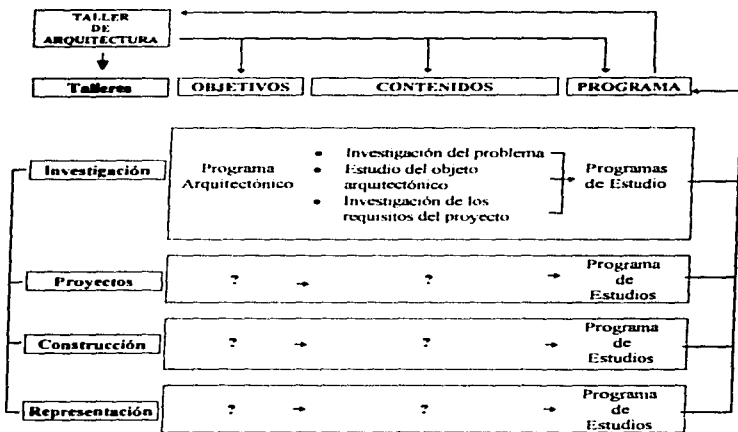 TALLER
DE
ARQUITECTURA
Talleres
OBJETIVOS
CONTENIDOS
PROGRAMA
Investigación
Programa
Arquitectónico
• Investigación del problema
• Estudio del objeto
arquitectónico
• Investigación de los
requisitos del proyecto
Programas
de Estudio
Proyectos
?
?
Programa
de
Estudios
Construcción
?
?
Programa
de
Estudios
Representación
?
?
Programa
de
Estudios